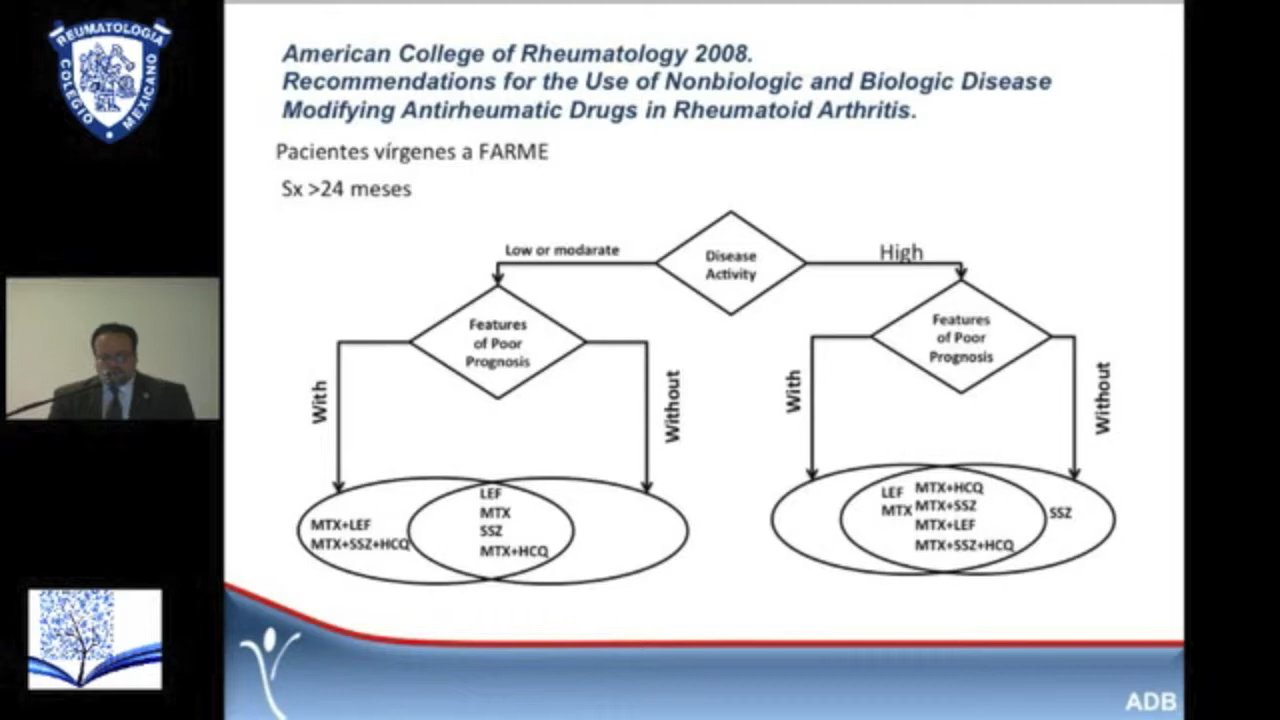 REUMATOLOGIA
COLEGIO MEXICANO
American College of Rheumatology 2008.
Recommendations for the Use of Nonbiologic and Biologic Disease
Modifying Antirheumatic Drugs in Rheumatoid Arthritis.
Pacientes vírgenes a FARME
Sx >24 meses
Disease
Activity
Low or modarate
High
Features
of Poor
Prognosis
With
Without
MTX+LEF
MTX+SSZ+HCQ
LEF
MTX
SSZ
MTX+HCQ
Features
of Poor
Prognosis
With
Without
LEF
MTX
MTX+HCQ
MTX+SSZ
MTX+LEF
MTX+SSZ+HCQ
SSZ
ADB